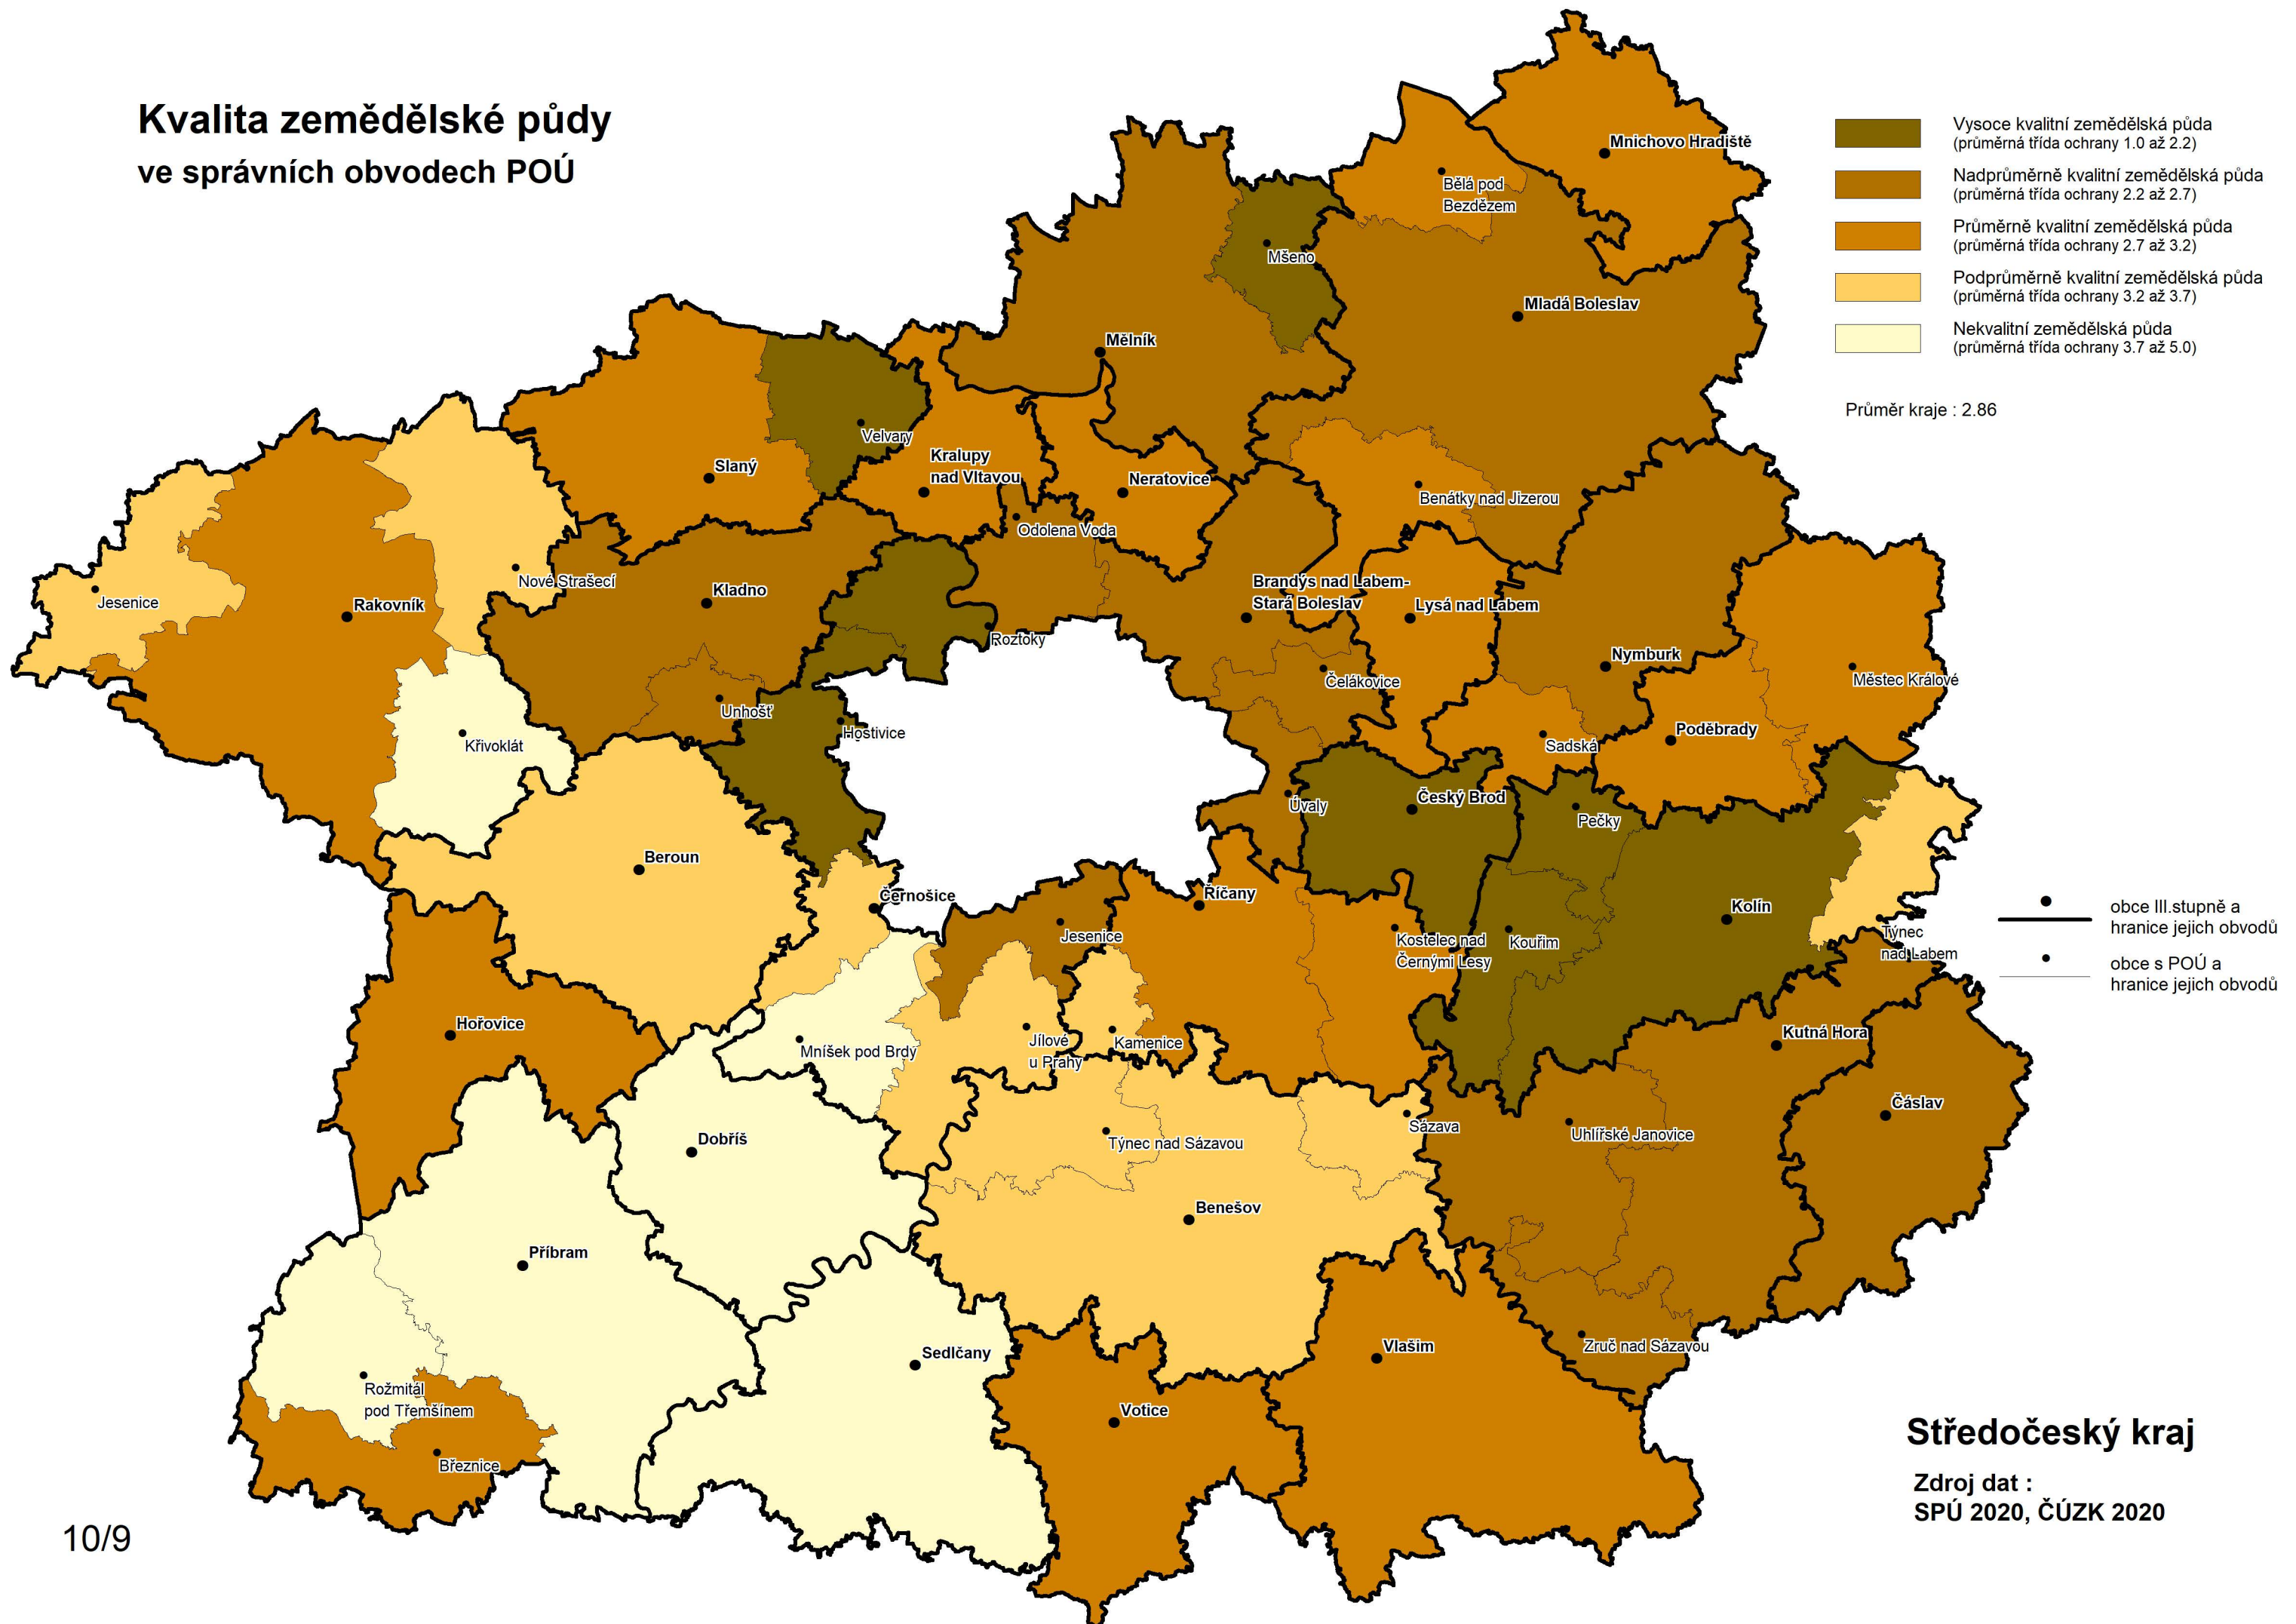 Kvalita zemědělské půdy
ve správních obvodech POÚ
Vysoce kvalitní zemědělská půda
(průměrná třída ochrany 1.0 až 2.2)
Nadprůměrně kvalitní zemědělská půda
(průměrná třída ochrany 2.2 až 2.7)
Průměrně kvalitní zemědělská půda
(průměrná třída ochrany 2.7 až 3.2)
Podprůměrně kvalitní zemědělská půda
(průměrná třída ochrany 3.2 až 3.7)
Nekvalitní zemědělská půda
(průměrná třída ochrany 3.7 až 5.0)
Průměr kraje : 2.86
Mnichovo Hradiště
Bělá pod
Bezdězem
Mšeno
Mladá Boleslav
Mělník
Velvary
Slaný
Kralupy
nad Vltavou
Neratovice
Benátky nad Jizerou
Odolena Voda
Nové Strašecí
Jesenice
Rakovník
Kladno
Brandýs nad Labem-
Stará Boleslav
Lysá nad Labem
Roztoky
Nymburk
Městec Králové
Čelákovice
Unhošť
Hostivice
Křivoklát
Sadská
Poděbrady
Úvaly
Český Brod
Pečky
Beroun
Černošice
Říčany
Kolín
Jesenice
Kostelec nad
Černými Lesy
Kouřim
Týnec
nad Labem
obce III.stupně a
hranice jejich obvodů
obce s POÚ a
hranice jejich obvodů
Hořovice
Mníšek pod Brdy
Jílové
u Prahy
Kamenice
Kutná Hora
Čáslav
Dobříš
Týnec nad Sázavou
Sázava
Uhlířské Janovice
Benešov
Příbram
Sedlčany
Vlašim
Zruč nad Sázavou
Rožmitál
pod Třemšínem
Votice
Březnice
Středočeský kraj
Zdroj dat :
SPÚ 2020, ČÚZK 2020
10/9